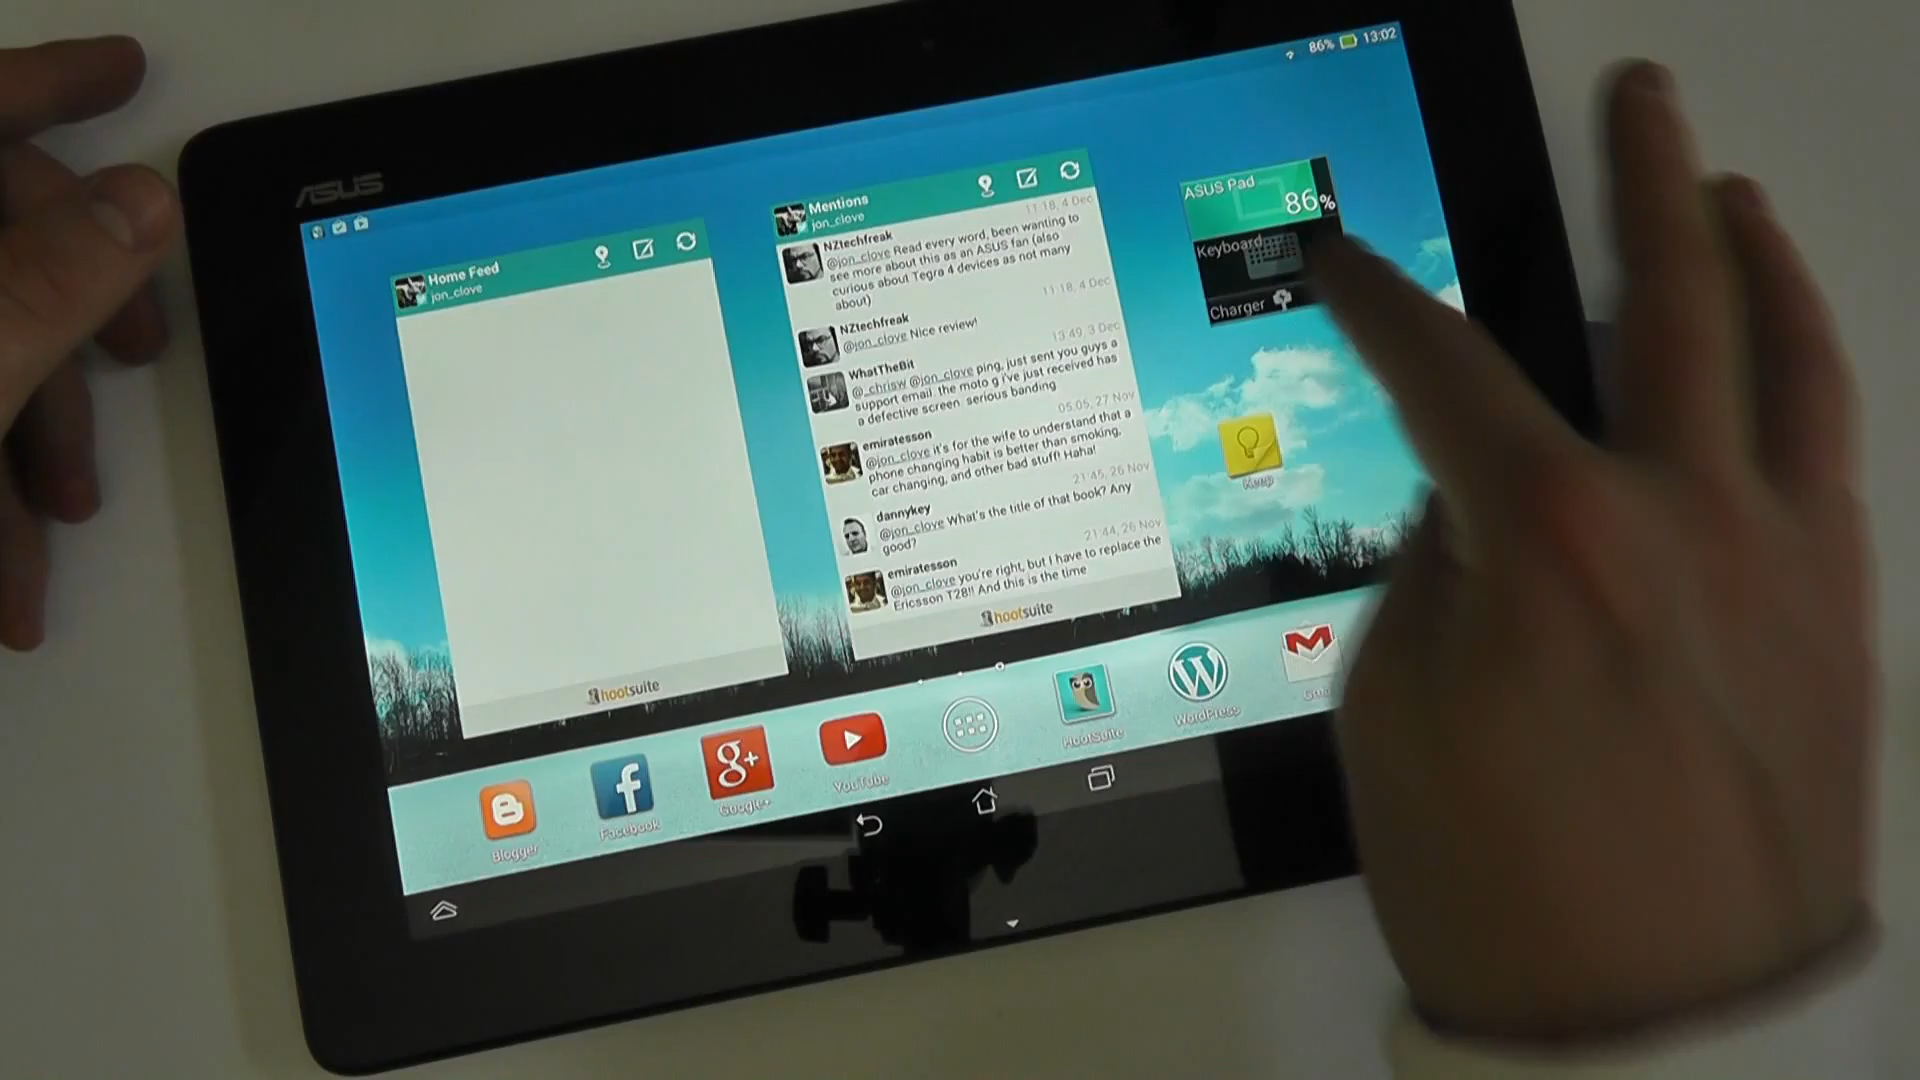 ASUS
86% 13:02
Home Feed
jon_clove
hootsuite
Mentions
jon_clove
11:18, 4 Dec
NZtechfreak
@jon_clove Read every word, been wanting to
see more about this as an ASUS fan (also
curious about Tegra 4 devices as not many
about)
11:18, 4 Dec
NZtechfreak
@jon_clove Nice review!
13:49, 3 Dec
WhatTheBit
@_chrisw @jon_clove ping, just sent you guys a
support email. the moto g i've just received has
a defective screen. serious banding
05:05, 27 Nov
emiratesson
@jon_clove it's for the wife to understand that a
phone changing habit is better than smoking,
car changing, and other bad stuff! Haha!
21:45, 26 Nov
dannykey
@jon_clove What's the title of that book? Any
good?
21:44, 26 Nov
emiratesson
@jon_clove you're right, but I have to replace the
Ericsson T28!! And this is the time
hootsuite
ASUS Pad
86%
Keyboard
Charger
Keep
Blogger
Facebook
Google+
YouTube
HootSuite
WordPress